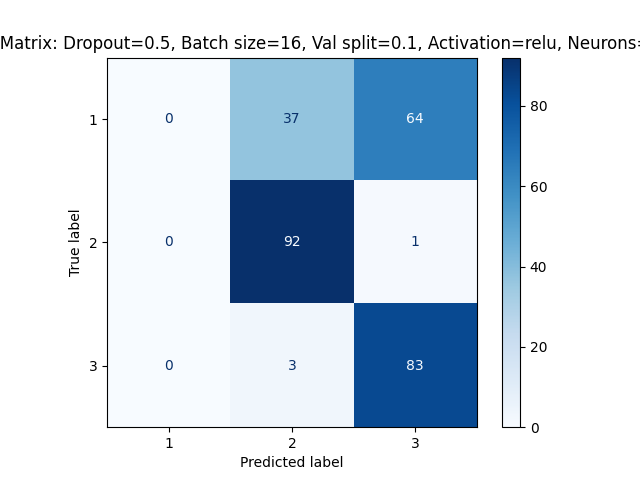 Matrix: Dropout=0.5, Batch size=16, Val split=0.1, Activation=relu, Neurons=
1 0 37 64
2 0 92 1
3 0 3 83
1 2 3
True label
Predicted label
80
60
40
20
0